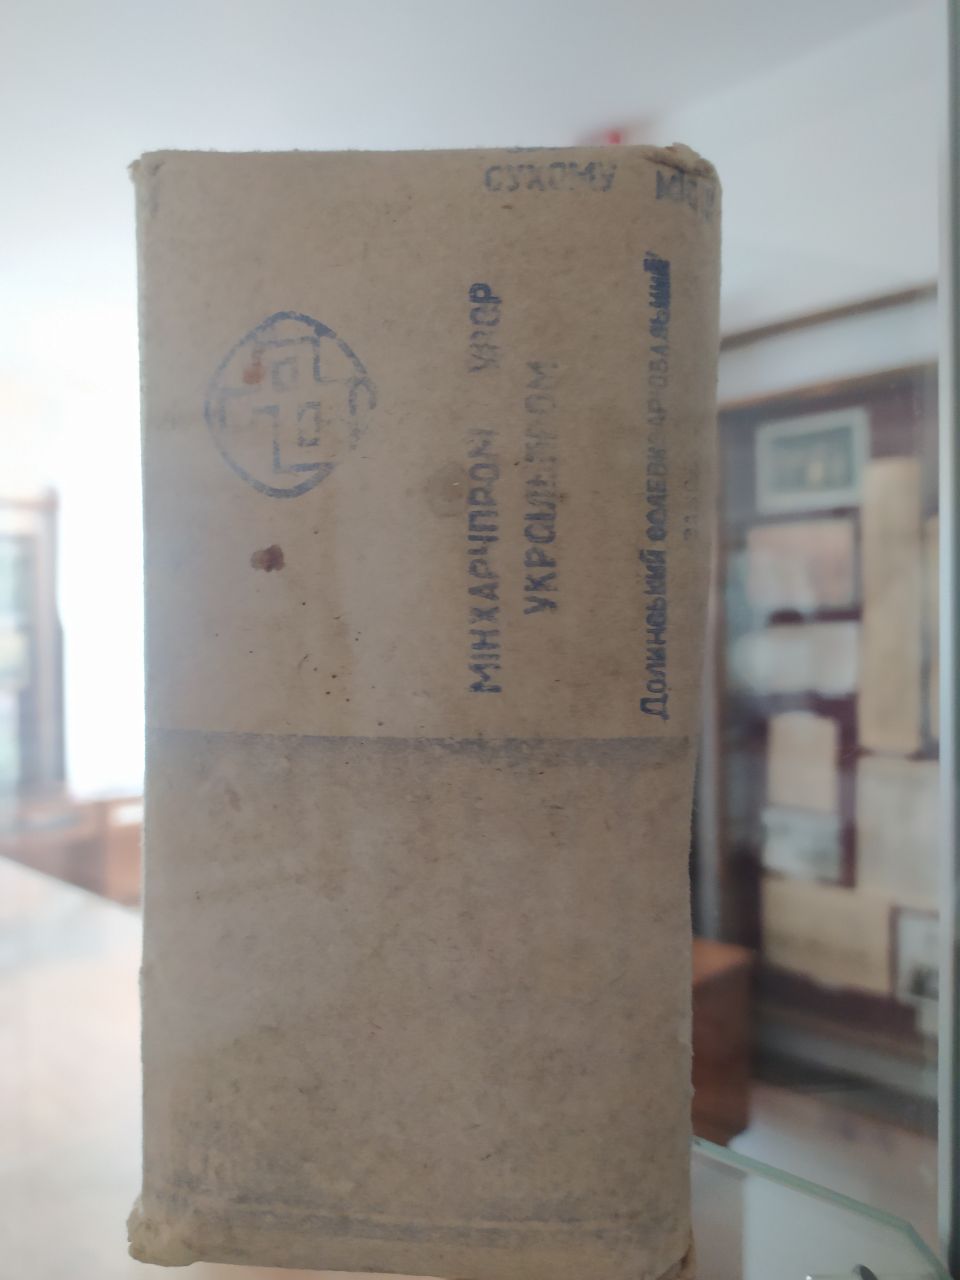 СУХОМУ
МІНХАРЧПРОМ УРСР
УКРСІЛЬПРОМ
Долинський солевиварювальний